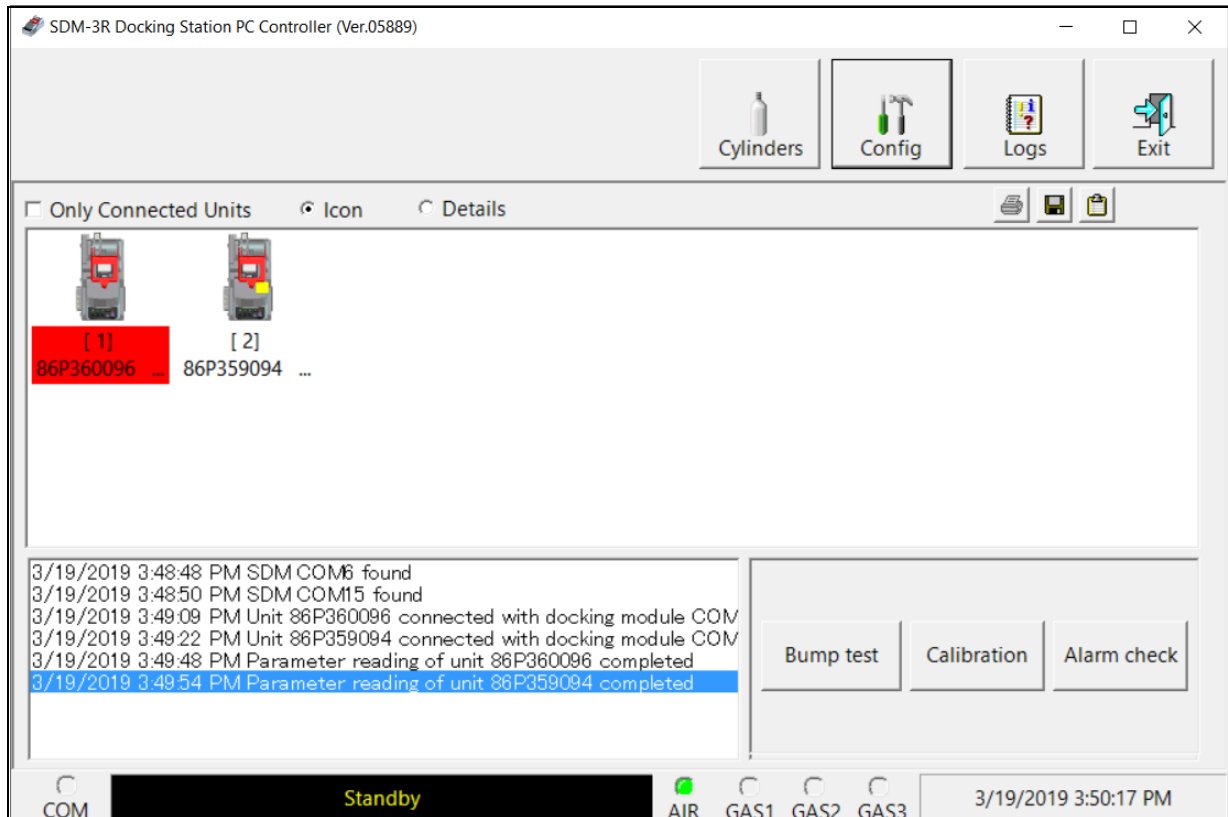 SDM-3R Docking Station PC Controller (Ver.05889)
Cylinders
Config
Logs
Exit
Only Connected Units
Icon
Details
[ 1]
86P360096 ...
[ 2]
86P359094 ...
3/19/2019 3:48:48 PM SDM COM6 found
3/19/2019 3:48:50 PM SDM COM15 found
3/19/2019 3:49:09 PM Unit 86P360096 connected with docking module COM
3/19/2019 3:49:22 PM Unit 86P359094 connected with docking module COM
3/19/2019 3:49:48 PM Parameter reading of unit 86P360096 completed
3/19/2019 3:49:54 PM Parameter reading of unit 86P359094 completed
Bump test
Calibration
Alarm check
COM
Standby
AIR
GAS1
GAS2
GAS3
3/19/2019 3:50:17 PM